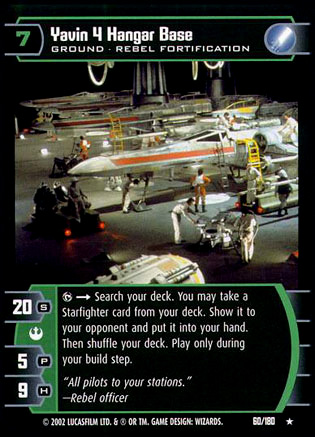 7
Yavin 4 Hangar Base
GROUND · REBEL FORTIFICATION
20 S
5 P
9 H
→ Search your deck. You may take a
Starfighter card from your deck. Show it to
your opponent and put it into your hand.
Then shuffle your deck. Play only during
your build step.
"All pilots to your stations."
—Rebel officer
© 2002 LUCASFILM LTD. & ® OR TM. GAME DESIGN: WIZARDS.
60/180